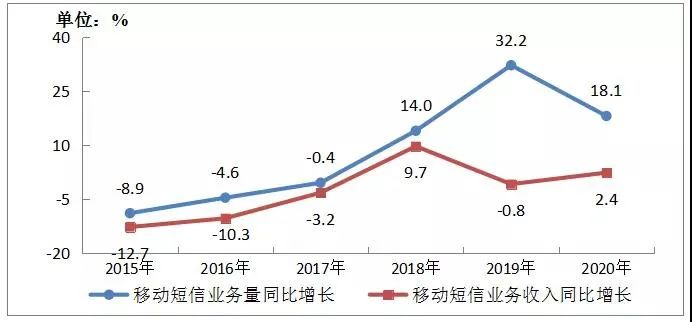 单位：%
40
25
10
-5
-20
-8.9
-4.6
-0.4
14.0
32.2
18.1
-12.7
-10.3
-3.2
9.7
-0.8
2.4
2015年
2016年
2017年
2018年
2019年
2020年
移动短信业务量同比增长
移动短信业务收入同比增长